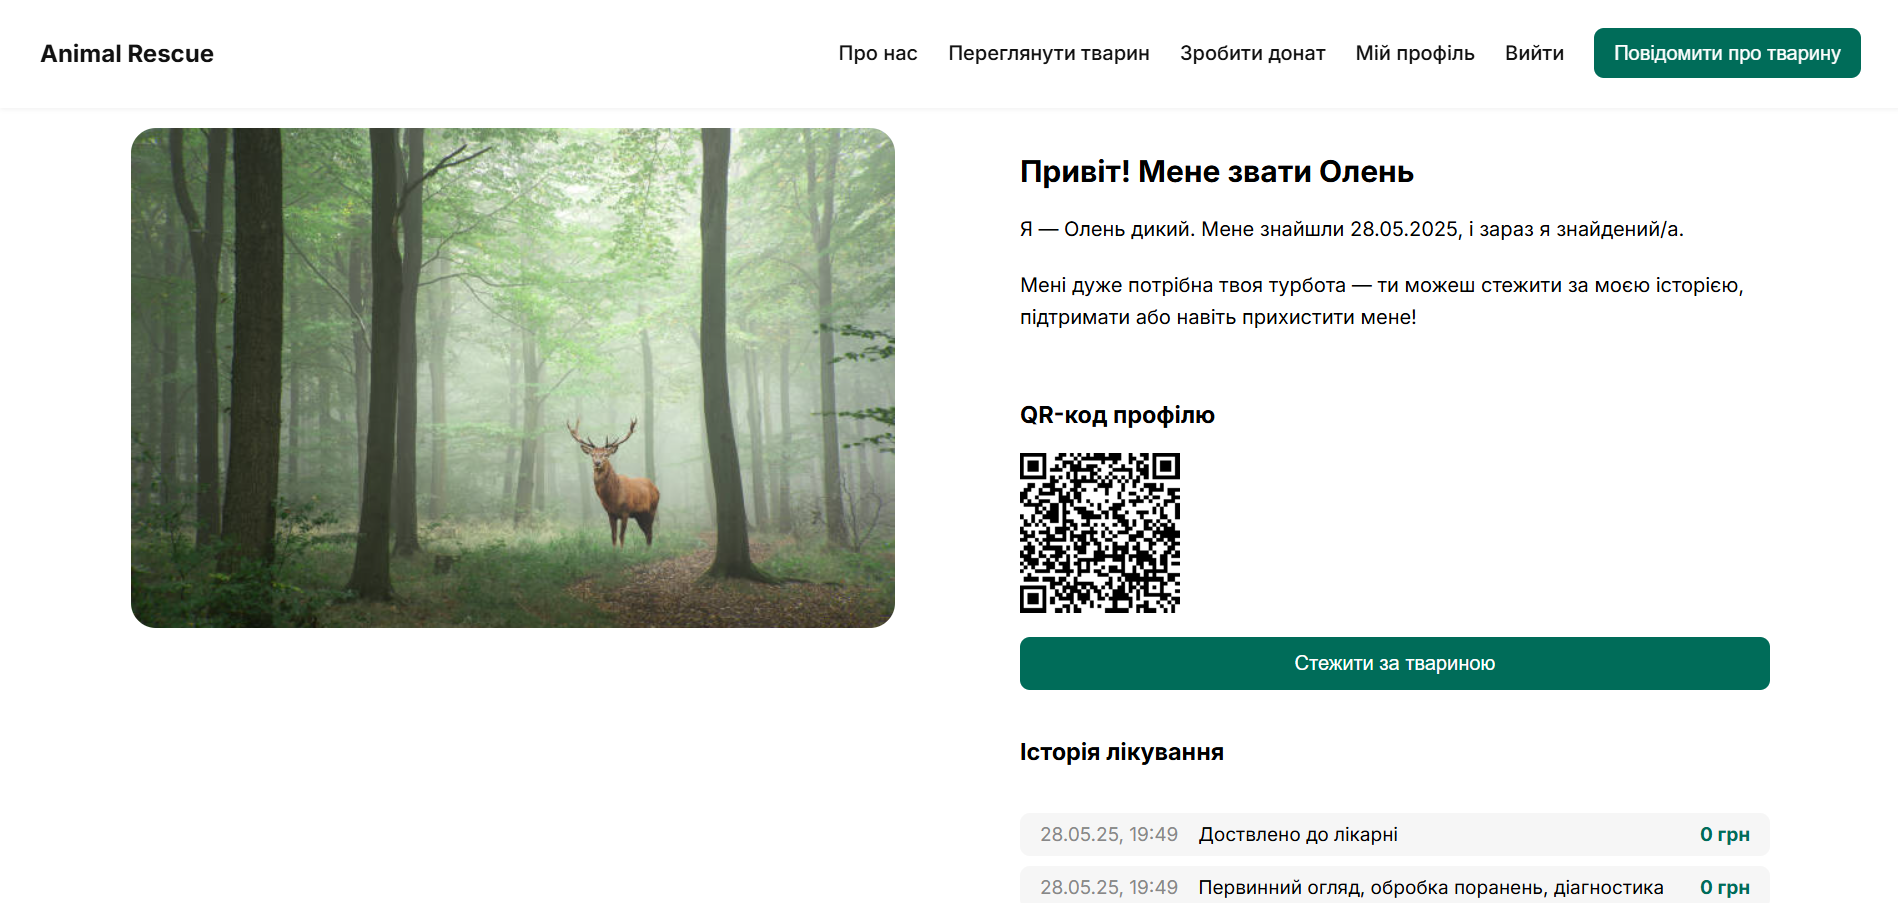 Animal Rescue
Про нас
Переглянути тварин
Зробити донат
Мій профіль
Вийти
Повідомити про тварину
Привіт! Мене звати Олень
Я — Олень дикий. Мене знайшли 28.05.2025, і зараз я знайдений/а.
Мені дуже потрібна твоя турбота — ти можеш стежити за моєю історією,
підтримати або навіть прихистити мене!
QR-код профілю
Стежити за твариною
Історія лікування
28.05.25, 19:49 Доствлено до лікарні 0 грн
28.05.25, 19:49 Первинний огляд, обробка поранень, діагностика 0 грн